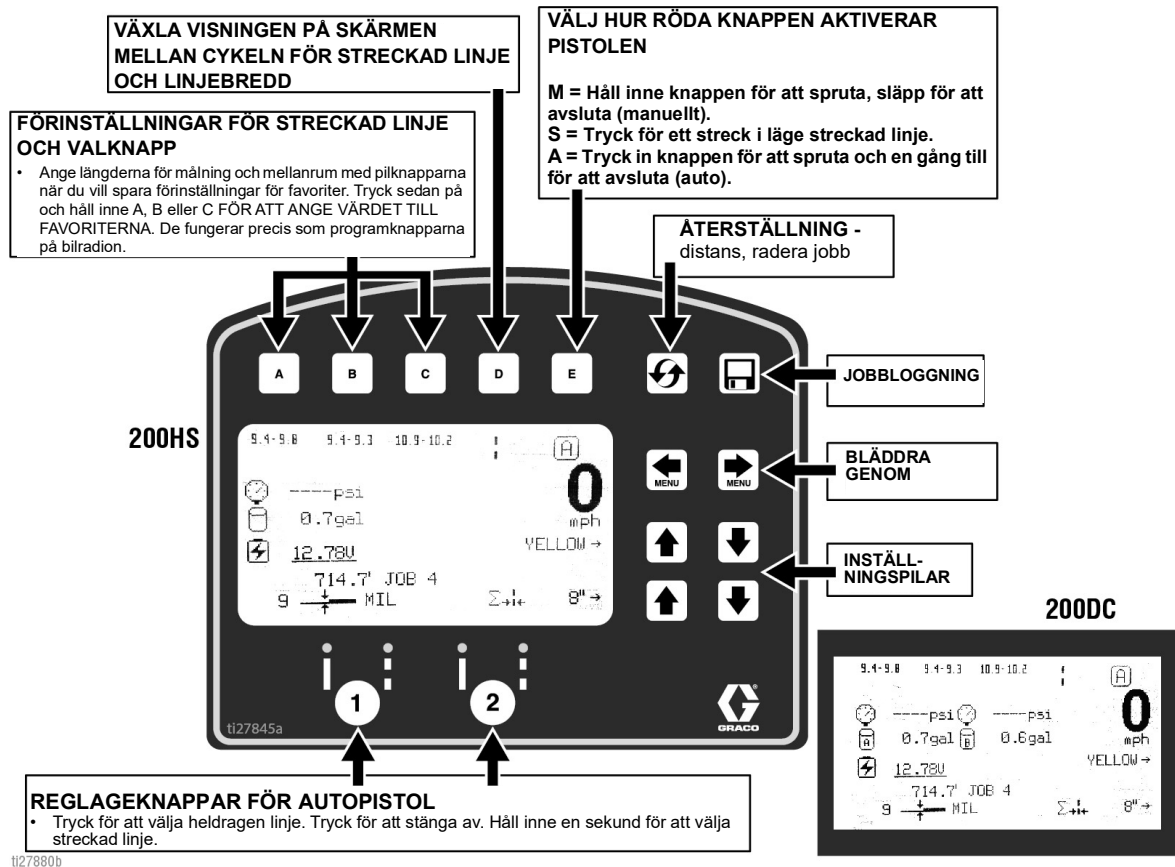 VÄXLA VISNINGEN PÅ SKÄRMEN
MELLAN CYKELN FÖR STRECKAD LINJE
OCH LINJEBREDD
VÄLJ HUR RÖDA KNAPPEN AKTIVERAR
PISTOLEN
M = Håll inne knappen för att spruta, släpp för att
avsluta (manuellt).
S = Tryck för ett streck i läge streckad linje.
A = Tryck in knappen för att spruta och en gång till
för att avsluta (auto).
FÖRINSTÄLLNINGAR FÖR STRECKAD LINJE
OCH VALKNAPP
• Ange längderna för målning och mellanrum med pilknapparna
när du vill spara förinställningar för favoriter. Tryck sedan på
och håll inne A, B eller C FÖR ATT ANGE VÄRDET TILL
FAVORITERNA. De fungerar precis som programknapparna
på bilradion.
ÅTERSTÄLLNING -
distans, radera jobb
A B C D E
JOBBLOGGNING
200HS
9.4-9.8 9.4-9.3 10.9-10.2
A
0
mph
----psi
0.7gal
YELLOW→
12.78V
714.7' JOB 4
9 MIL Σ 8"→
MENU MENU
BLÄDDRA
GENOM
INSTÄLL-
NINGSPILAR
1 2
GRACO
ti27845a
200DC
9.4-9.8 9.4-9.3 10.9-10.2
A
0
mph
----psi ----psi
A 0.7gal B 0.6gal
YELLOW→
12.78V
714.7' JOB 4
9 MIL Σ 8"→
REGLAGEKNAPPAR FÖR AUTOPISTOL
• Tryck för att välja heldragen linje. Tryck för att stänga av. Håll inne en sekund för att välja
streckad linje.
ti27880b